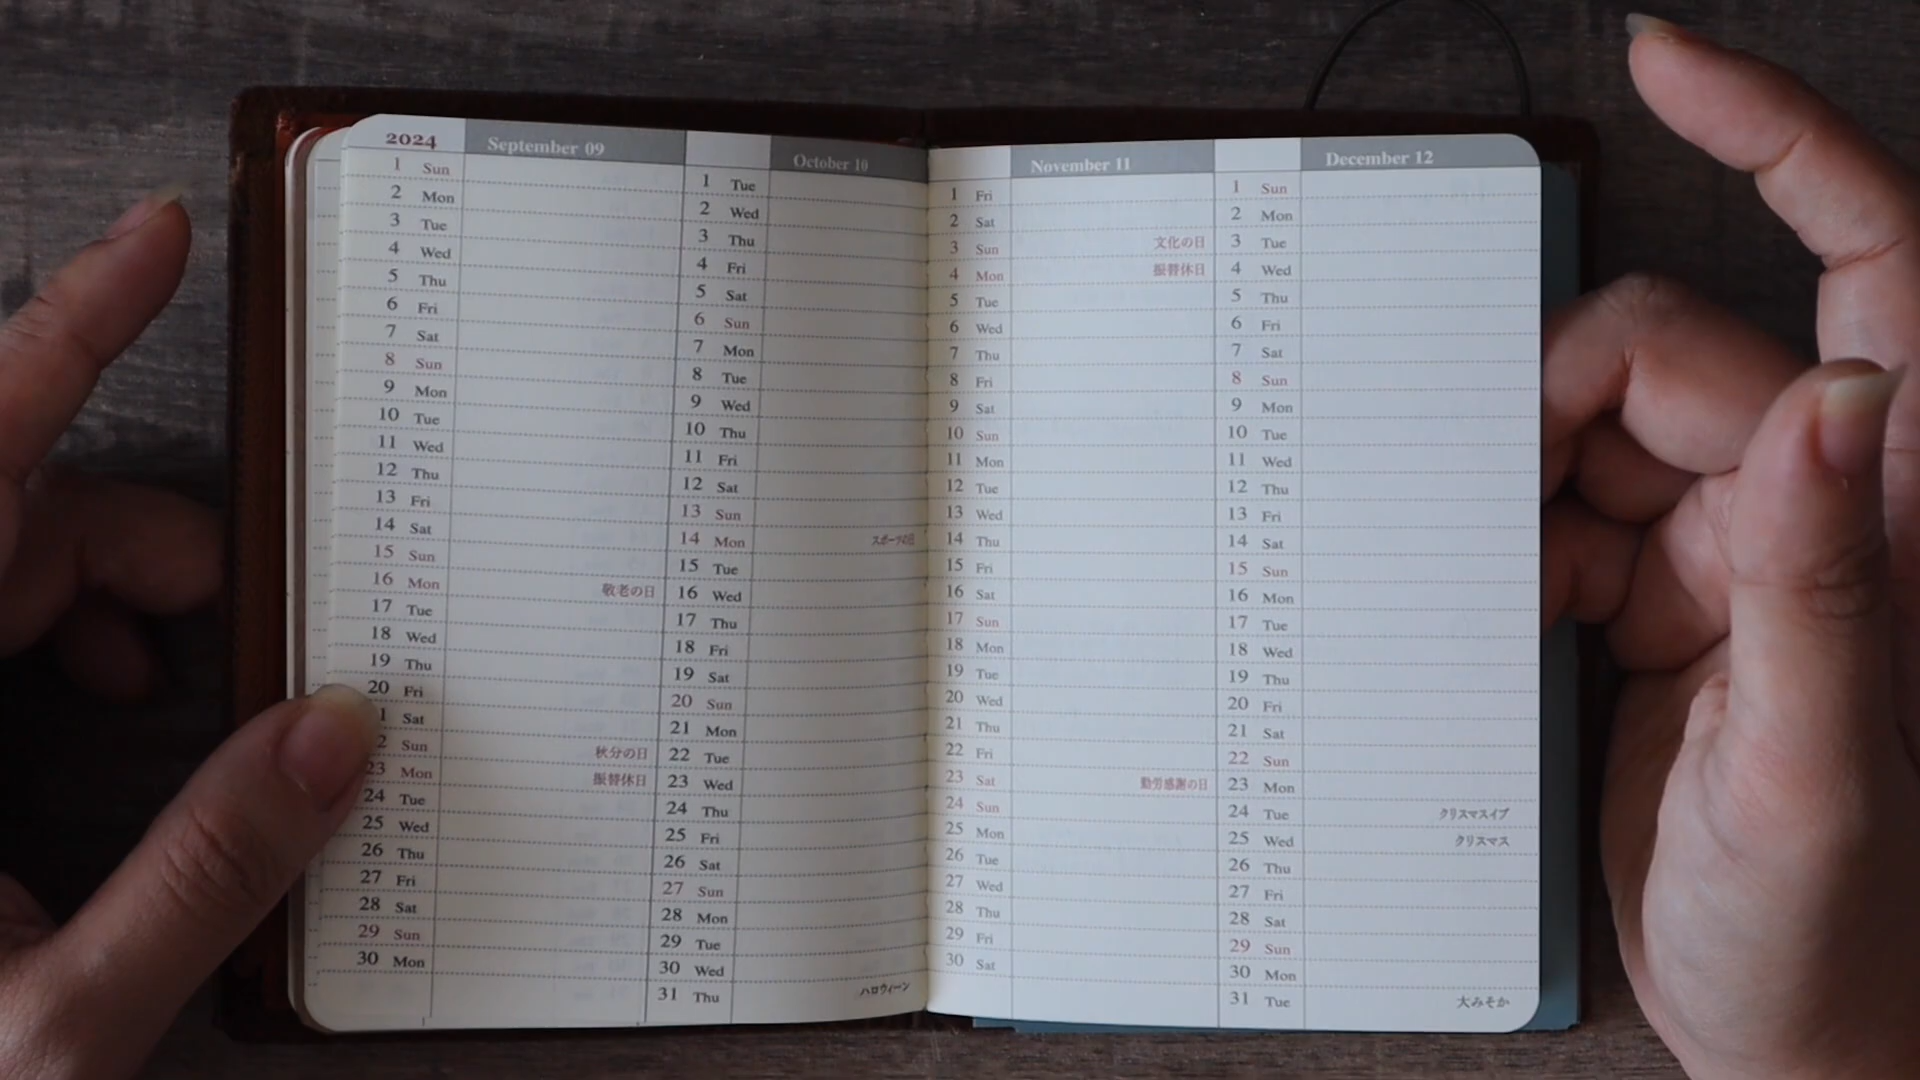 2024 September 09
1 Sun
2 Mon
3 Tue
4 Wed
5 Thu
6 Fri
7 Sat
8 Sun
9 Mon
10 Tue
11 Wed
12 Thu
13 Fri
14 Sat
15 Sun
16 Mon 敬老の日
17 Tue
18 Wed
19 Thu
20 Fri
1 Sat
2 Sun 秋分の日
23 Mon 振替休日
24 Tue
25 Wed
26 Thu
27 Fri
28 Sat
29 Sun
30 Mon
October 10
1 Tue
2 Wed
3 Thu
4 Fri
5 Sat
6 Sun
7 Mon
8 Tue
9 Wed
10 Thu
11 Fri
12 Sat
13 Sun
14 Mon スポーツの日
15 Tue
16 Wed
17 Thu
18 Fri
19 Sat
20 Sun
21 Mon
22 Tue
23 Wed
24 Thu
25 Fri
26 Sat
27 Sun
28 Mon
29 Tue
30 Wed
31 Thu ハロウィーン
November 11
1 Fri
2 Sat
3 Sun 文化の日
4 Mon 振替休日
5 Tue
6 Wed
7 Thu
8 Fri
9 Sat
10 Sun
11 Mon
12 Tue
13 Wed
14 Thu
15 Fri
16 Sat
17 Sun
18 Mon
19 Tue
20 Wed
21 Thu
22 Fri
23 Sat 勤労感謝の日
24 Sun
25 Mon
26 Tue
27 Wed
28 Thu
29 Fri
30 Sat
December 12
1 Sun
2 Mon
3 Tue
4 Wed
5 Thu
6 Fri
7 Sat
8 Sun
9 Mon
10 Tue
11 Wed
12 Thu
13 Fri
14 Sat
15 Sun
16 Mon
17 Tue
18 Wed
19 Thu
20 Fri
21 Sat
22 Sun
23 Mon
24 Tue クリスマスイブ
25 Wed クリスマス
26 Thu
27 Fri
28 Sat
29 Sun
30 Mon
31 Tue 大みそか